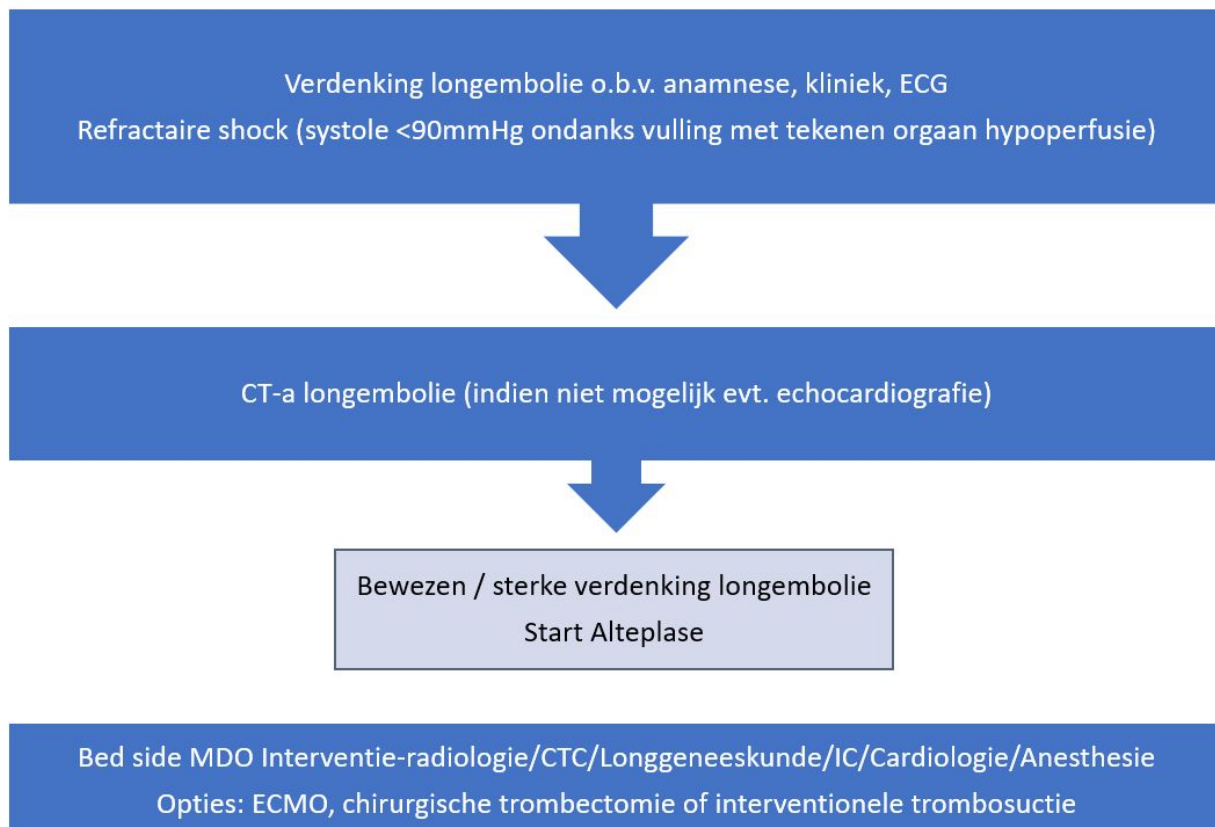 Verdenking longembolie o.b.v. anamnese, kliniek, ECG
Refractaire shock (systole <90mmHg ondanks vulling met tekenen orgaan hypoperfusie)
CT-a longembolie (indien niet mogelijk evt. echocardiografie)
Bewezen / sterke verdenking longembolie
Start Alteplase
Bed side MDO Interventie-radiologie/CTC/Longgeneeskunde/IC/Cardiologie/Anesthesie
Opties: ECMO, chirurgische trombectomie of interventionele trombosuctie